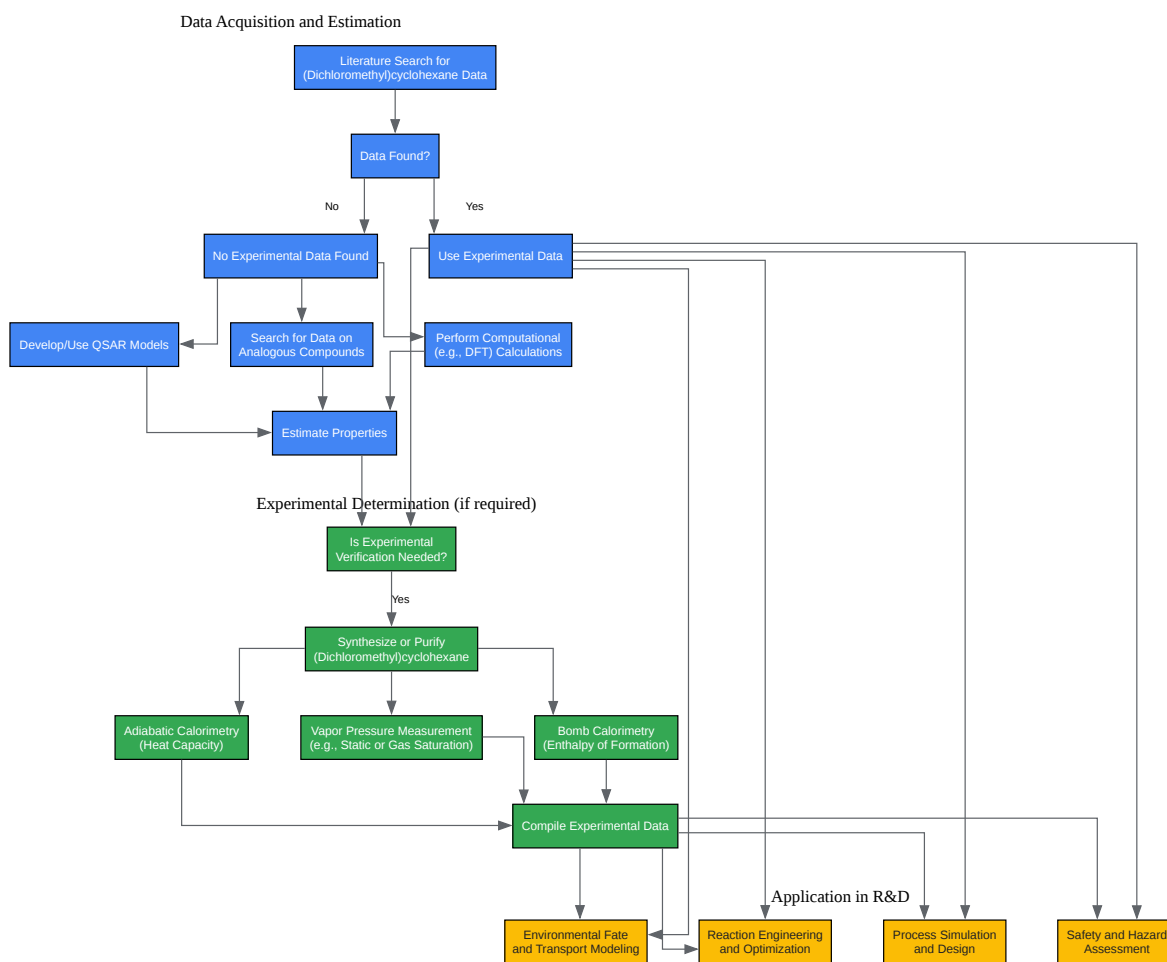 Data Acquisition and Estimation
Literature Search for
(Dichloromethyl)cyclohexane Data
Data Found?
No
Yes
No Experimental Data Found
Use Experimental Data
Develop/Use QSAR Models
Search for Data on
Analogous Compounds
Perform Computational
(e.g., DFT) Calculations
Estimate Properties
Experimental Determination (if required)
Is Experimental
Verification Needed?
Yes
Synthesize or Purify
(Dichloromethyl)cyclohexane
Adiabatic Calorimetry
(Heat Capacity)
Vapor Pressure Measurement
(e.g., Static or Gas Saturation)
Bomb Calorimetry
(Enthalpy of Formation)
Compile Experimental Data
Application in R&D
Environmental Fate
and Transport Modeling
Reaction Engineering
and Optimization
Process Simulation
and Design
Safety and Hazard
Assessment